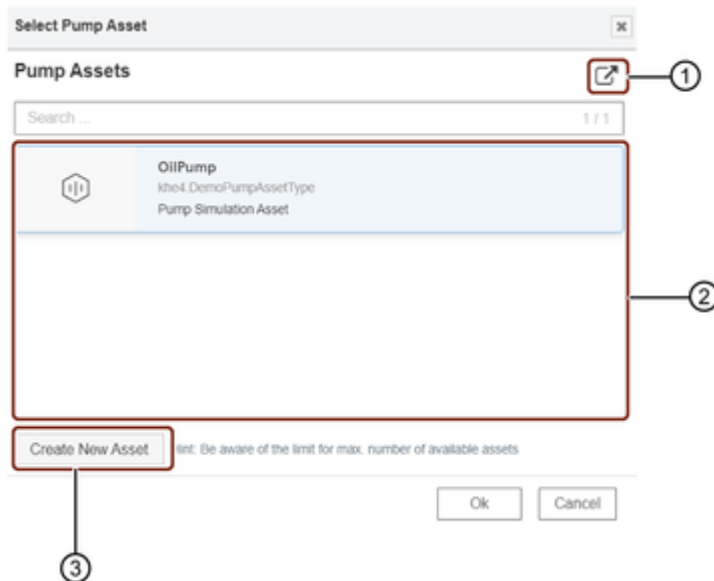 Select Pump Asset
Pump Assets
1
Search ...
1 / 1
OilPump
khe4.DemoPumpAssetType
Pump Simulation Asset
2
Create New Asset
Hint: Be aware of the limit for max. number of available assets
Ok
Cancel
3